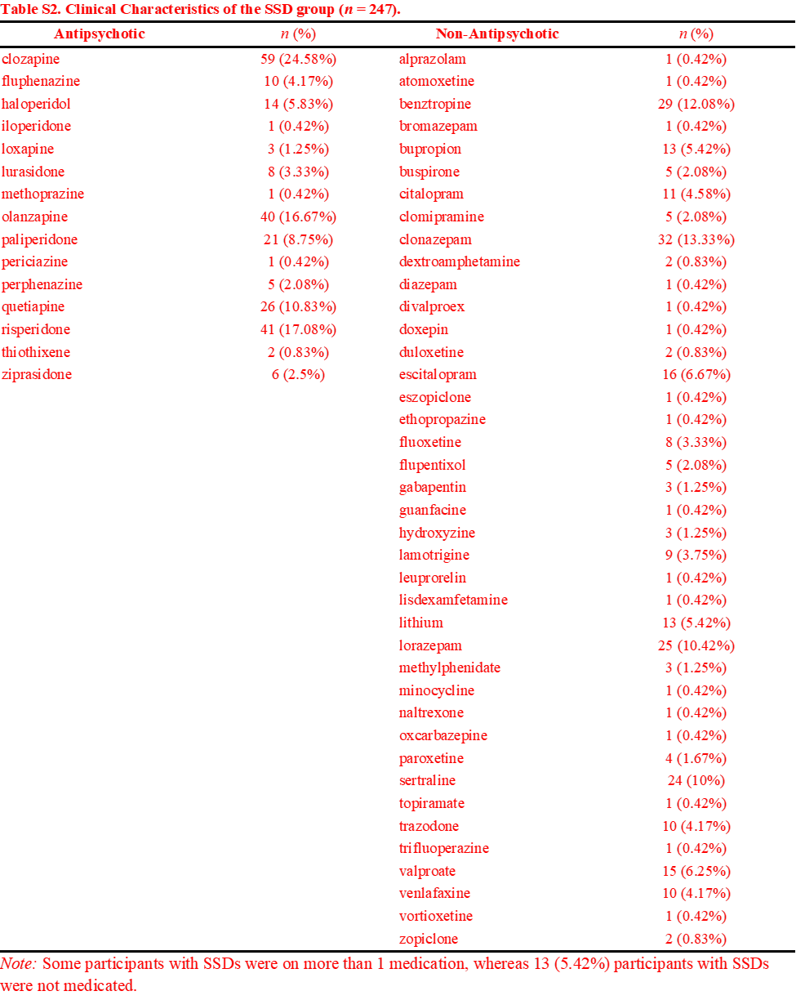 Table S2. Clinical Characteristics of the SSD group (n = 247).
Antipsychotic n (%) Non-Antipsychotic n (%)
clozapine 59 (24.58%) alprazolam 1 (0.42%)
fluphenazine 10 (4.17%) atomoxetine 1 (0.42%)
haloperidol 14 (5.83%) benztropine 29 (12.08%)
iloperidone 1 (0.42%) bromazepam 1 (0.42%)
loxapine 3 (1.25%) bupropion 13 (5.42%)
lurasidone 8 (3.33%) buspirone 5 (2.08%)
methoprazine 1 (0.42%) citalopram 11 (4.58%)
olanzapine 40 (16.67%) clomipramine 5 (2.08%)
paliperidone 21 (8.75%) clonazepam 32 (13.33%)
periciazine 1 (0.42%) dextroamphetamine 2 (0.83%)
perphenazine 5 (2.08%) diazepam 1 (0.42%)
quetiapine 26 (10.83%) divalproex 1 (0.42%)
risperidone 41 (17.08%) doxepin 1 (0.42%)
thiothixene 2 (0.83%) duloxetine 2 (0.83%)
ziprasidone 6 (2.5%) escitalopram 16 (6.67%)
eszopiclone 1 (0.42%)
ethopropazine 1 (0.42%)
fluoxetine 8 (3.33%)
flupentixol 5 (2.08%)
gabapentin 3 (1.25%)
guanfacine 1 (0.42%)
hydroxyzine 3 (1.25%)
lamotrigine 9 (3.75%)
leuprorelin 1 (0.42%)
lisdexamfetamine 1 (0.42%)
lithium 13 (5.42%)
lorazepam 25 (10.42%)
methylphenidate 3 (1.25%)
minocycline 1 (0.42%)
naltrexone 1 (0.42%)
oxcarbazepine 1 (0.42%)
paroxetine 4 (1.67%)
sertraline 24 (10%)
topiramate 1 (0.42%)
trazodone 10 (4.17%)
trifluoperazine 1 (0.42%)
valproate 15 (6.25%)
venlafaxine 10 (4.17%)
vortioxetine 1 (0.42%)
zopiclone 2 (0.83%)
Note: Some participants with SSDs were on more than 1 medication, whereas 13 (5.42%) participants with SSDs
were not medicated.